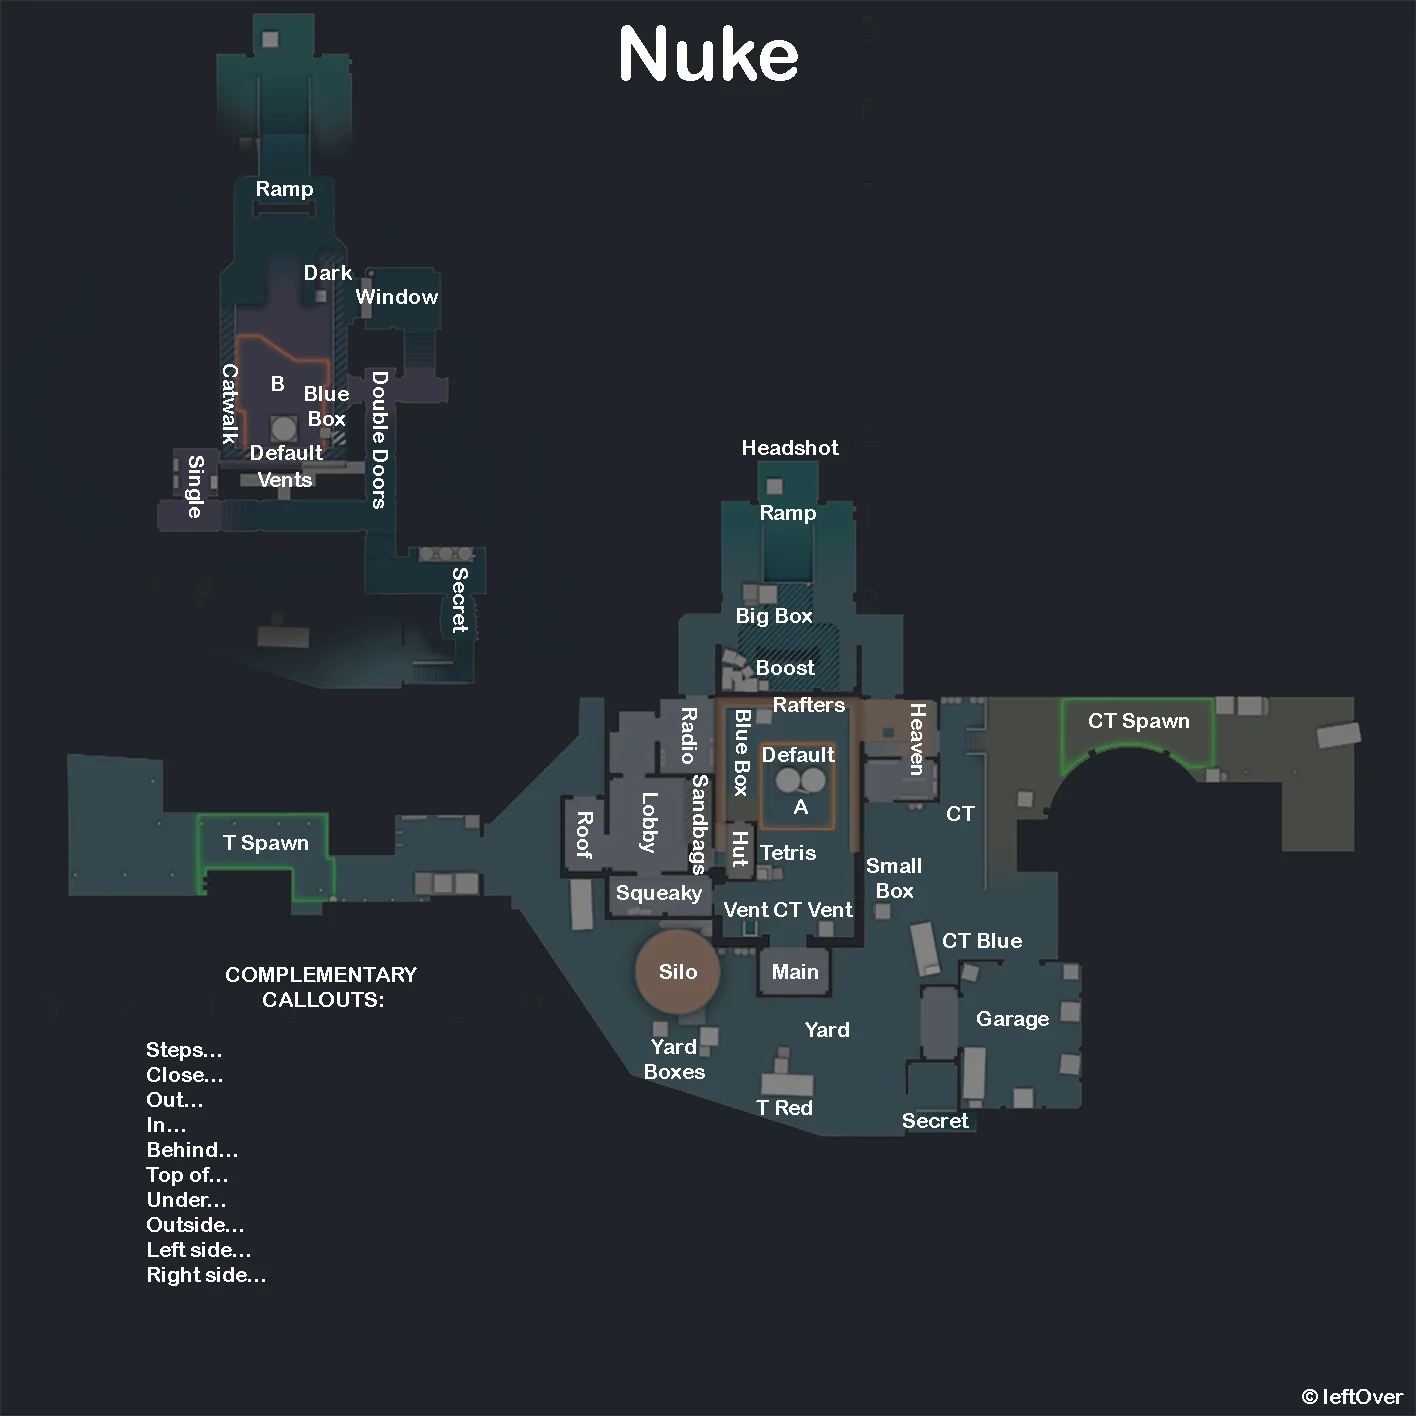 Nuke
Ramp
Dark
Window
Catwalk
B
Blue
Box
Double Doors
Default
Vents
Single
Secret
Headshot
Ramp
Big Box
Boost
Rafters
Radio
Blue Box
Heaven
CT Spawn
Default
A
Sandbags
Lobby
Roof
Hut
Tetris
CT
T Spawn
Small
Box
Squeaky
Vent CT Vent
CT Blue
Silo
Main
Garage
Yard
Yard
Boxes
T Red
Secret
COMPLEMENTARY
CALLOUTS:
Steps...
Close...
Out...
In...
Behind...
Top of...
Under...
Outside...
Left side...
Right side...
© leftOver